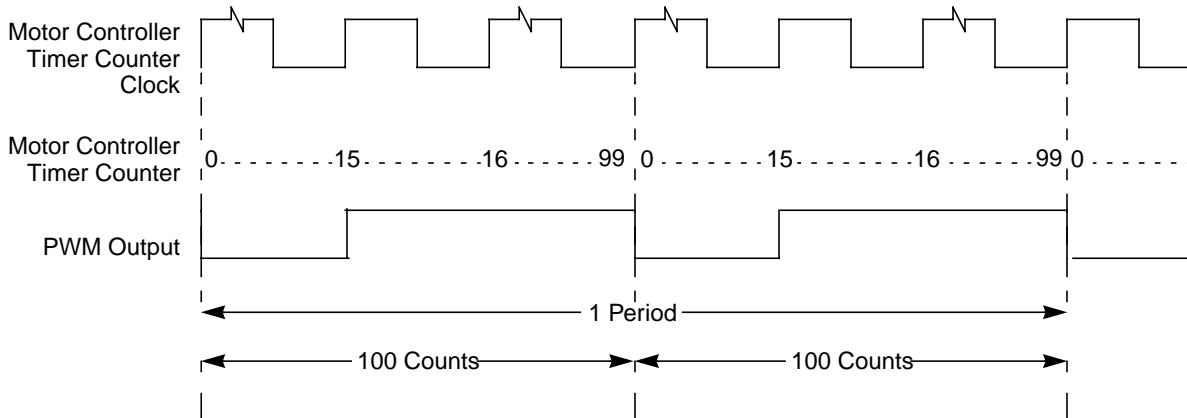 Motor Controller
Timer Counter
Clock
Motor Controller
Timer Counter
0 15 16 99 0 15 16 99 0
PWM Output
1 Period
100 Counts 100 Counts